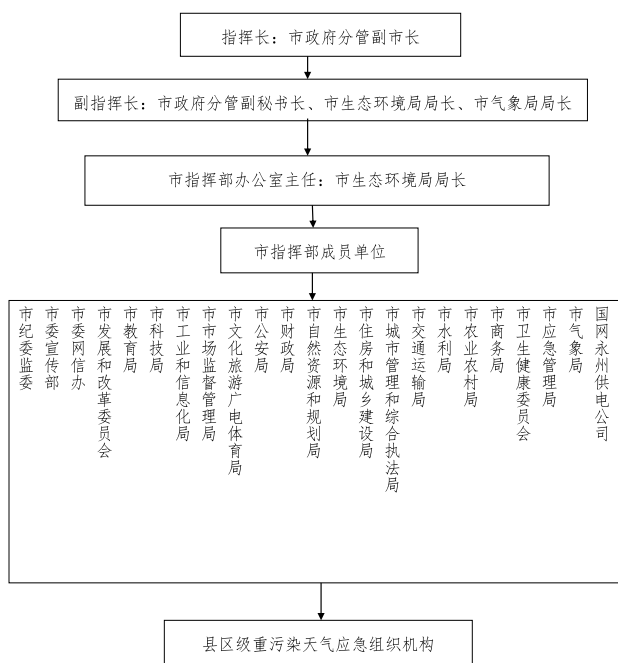 指挥长：市政府分管副市长
副指挥长：市政府分管副秘书长、市生态环境局局长、市气象局局长
市指挥部办公室主任：市生态环境局局长
市指挥部成员单位
市纪委监委
市委宣传部
市委网信办
市发展和改革委员会
市教育局
市科技局
市工业和信息化局
市市场监督管理局
市文化旅游广电体育局
市公安局
市财政局
市自然资源和规划局
市生态环境局
市住房和城乡建设局
市城市管理和综合执法局
市交通运输局
市水利局
市农业农村局
市商务局
市卫生健康委员会
市应急管理局
市气象局
国网永州供电公司
县区级重污染天气应急组织机构